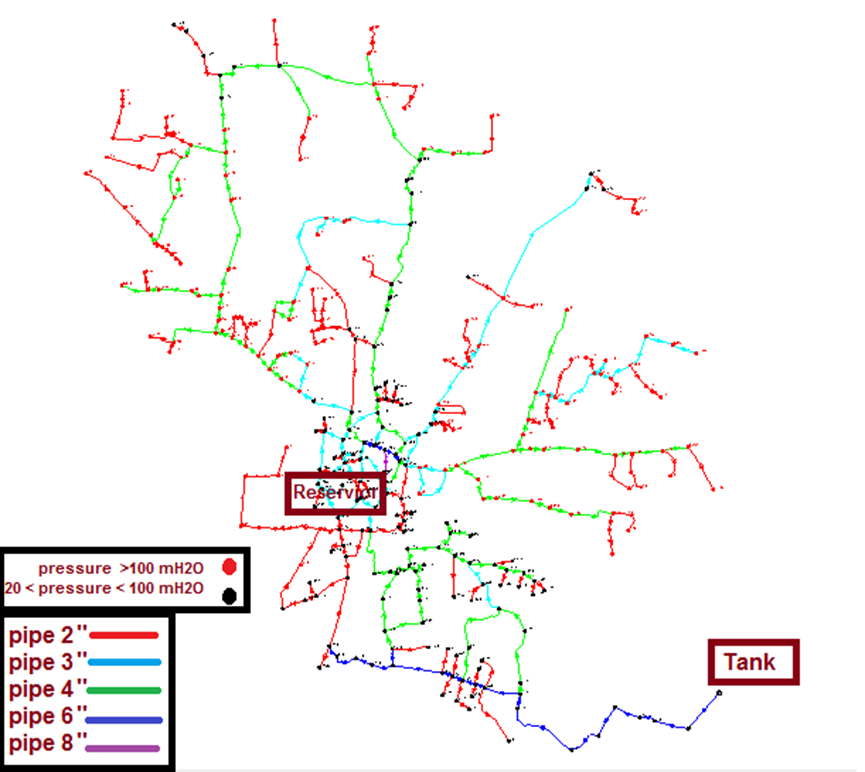 Reservior
pressure >100 mH2O
20 < pressure < 100 mH2O
pipe 2"
pipe 3"
pipe 4"
pipe 6"
pipe 8"
Tank